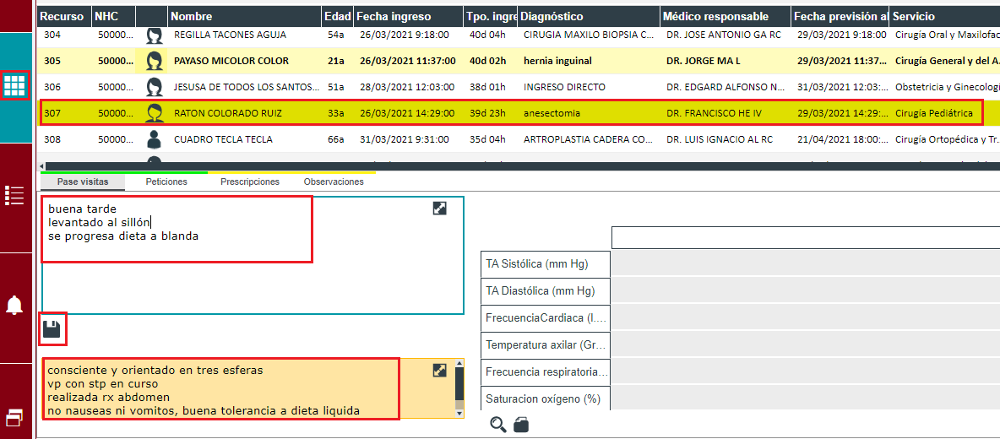 Recurso NHC Nombre Edad Fecha ingreso Tpo. ingre Diagnóstico Médico responsable Fecha previsión al Servicio
304 50000... REGILLA TACONES AGUJA 54a 26/03/2021 9:18:00 40d 04h CIRUGIA MAXILO BIOPSIA C... DR. JOSE ANTONIO GA RC 29/03/2021 9:18:00 Cirugía Oral y Maxilofac
305 50000... PAYASO MICOLOR COLOR 21a 26/03/2021 11:37:00 40d 02h hernia inguinal DR. JORGE MA L 29/03/2021 11:37... Cirugía General y del A.
306 50000... JESUSA DE TODOS LOS SANTOS... 51a 28/03/2021 12:03:00 38d 01h INGRESO DIRECTO DR. EDGARD ALFONSO N... 31/03/2021 12:03:... Obstetricia y Ginecologí
307 50000... RATON COLORADO RUIZ 33a 26/03/2021 14:29:00 39d 23h anesectomia DR. FRANCISCO HE IV 29/03/2021 14:29:... Cirugía Pediátrica
308 50000... CUADRO TECLA TECLA 66a 31/03/2021 9:31:00 35d 04h ARTROPLASTIA CADERA CO... DR. LUIS IGNACIO AL RC 21/04/2021 18:00:... Cirugía Ortopédica y Tr.
Pase visitas Peticiones Prescripciones Observaciones
buena tarde
levantado al sillón
se progresa dieta a blanda
consciente y orientado en tres esferas
vp con stp en curso
realizada rx abdomen
no nauseas ni vomitos, buena tolerancia a dieta liquida
TA Sistólica (mm Hg)
TA Diastólica (mm Hg)
FrecuenciaCardiaca (l....
Temperatura axilar (Gr...
Frecuencia respiratoria...
Saturacion oxígeno (%)